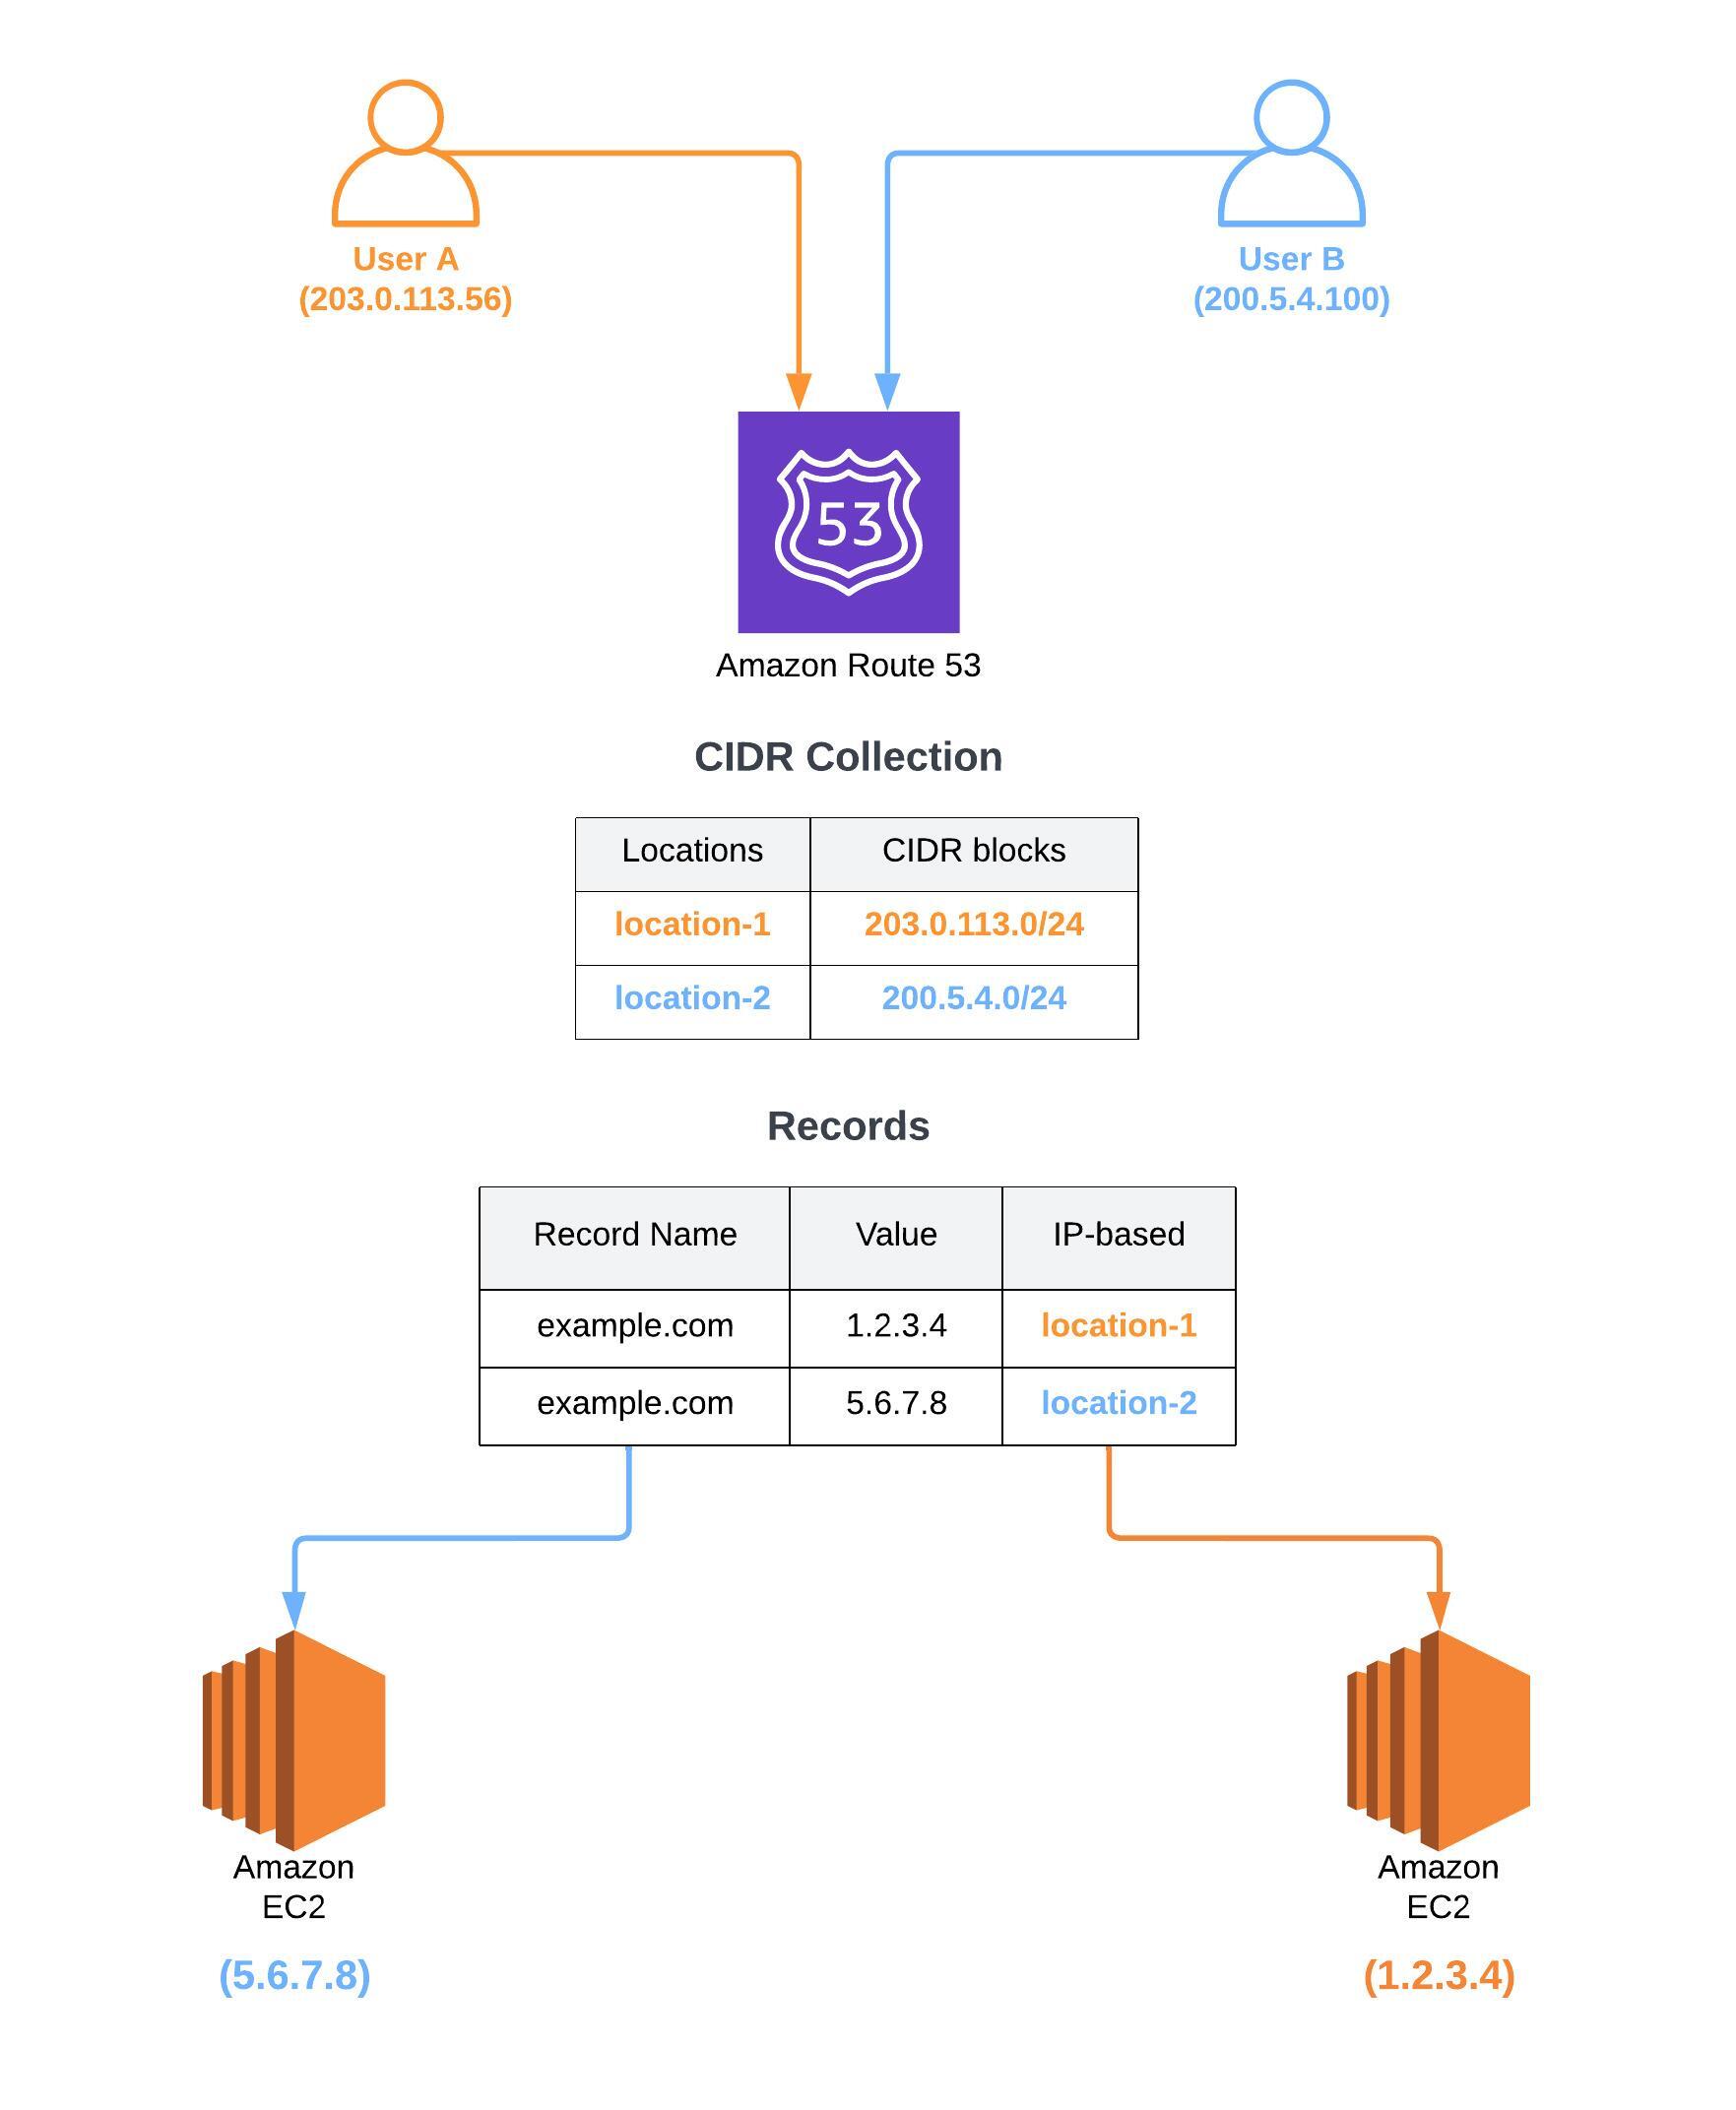 User A
(203.0.113.56)
User B
(200.5.4.100)
53
Amazon Route 53
CIDR Collection
Locations CIDR blocks
location-1 203.0.113.0/24
location-2 200.5.4.0/24
Records
Record Name Value IP-based
example.com 1.2.3.4 location-1
example.com 5.6.7.8 location-2
Amazon
EC2
(5.6.7.8)
Amazon
EC2
(1.2.3.4)